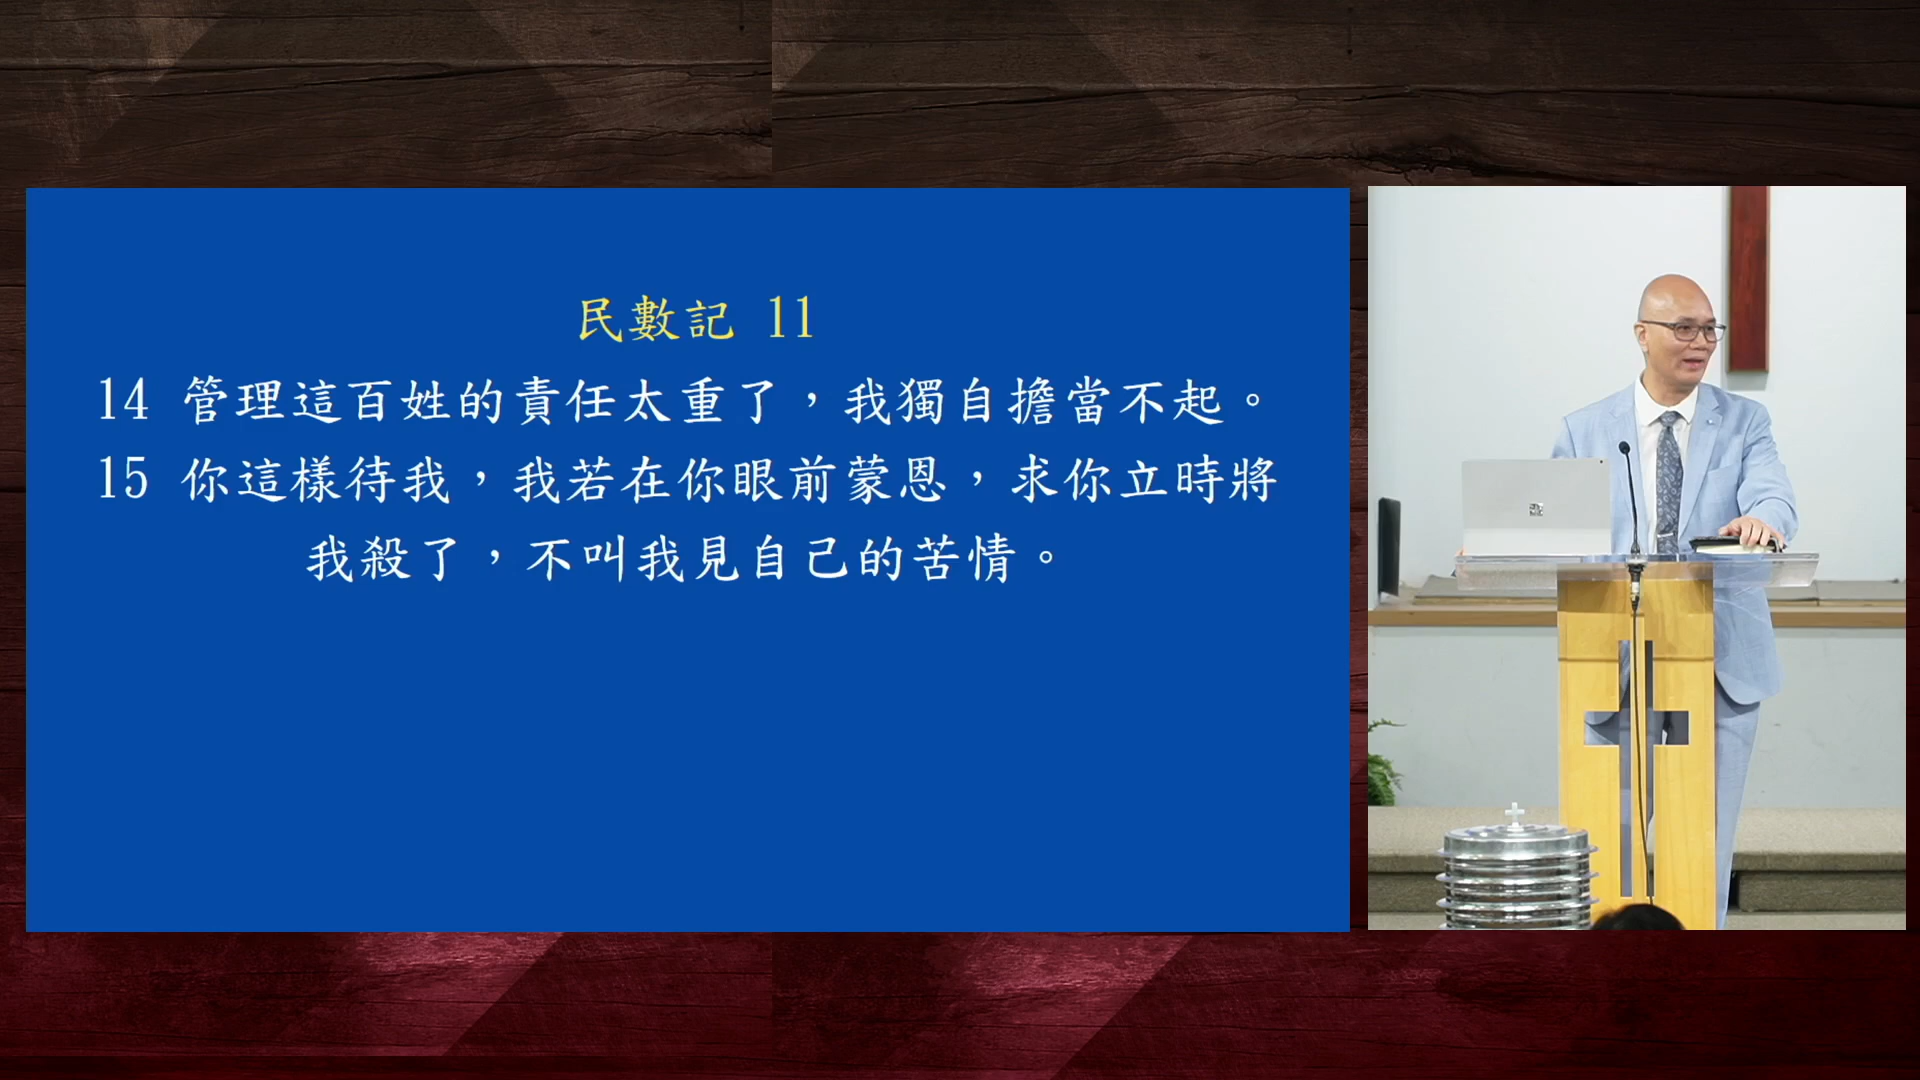 民數記 11
14 管理這百姓的責任太重了，我獨自擔當不起。
15 你這樣待我，我若在你眼前蒙恩，求你立時將
我殺了，不叫我見自己的苦情。